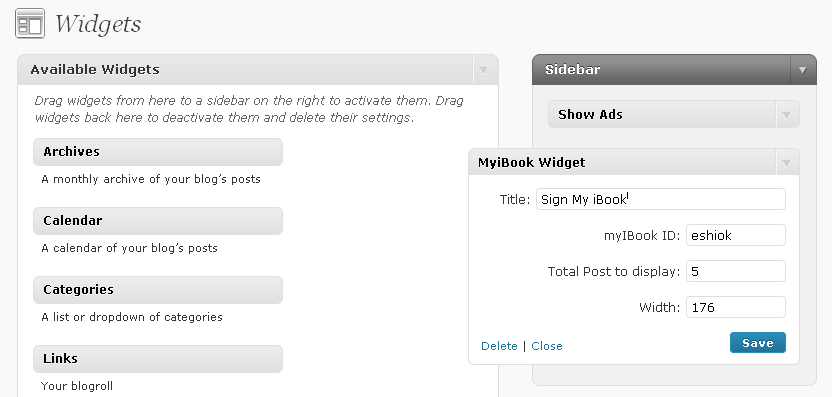 Widgets
Available Widgets
Drag widgets from here to a sidebar on the right to activate them. Drag
widgets back here to deactivate them and delete their settings.
Archives
A monthly archive of your blog's posts
Calendar
A calendar of your blog's posts
Categories
A list or dropdown of categories
Links
Your blogroll
Sidebar
Show Ads
MyiBook Widget
Title: Sign My iBook
myIBook ID: eshiok
Total Post to display: 5
Width: 176
Delete | Close Save